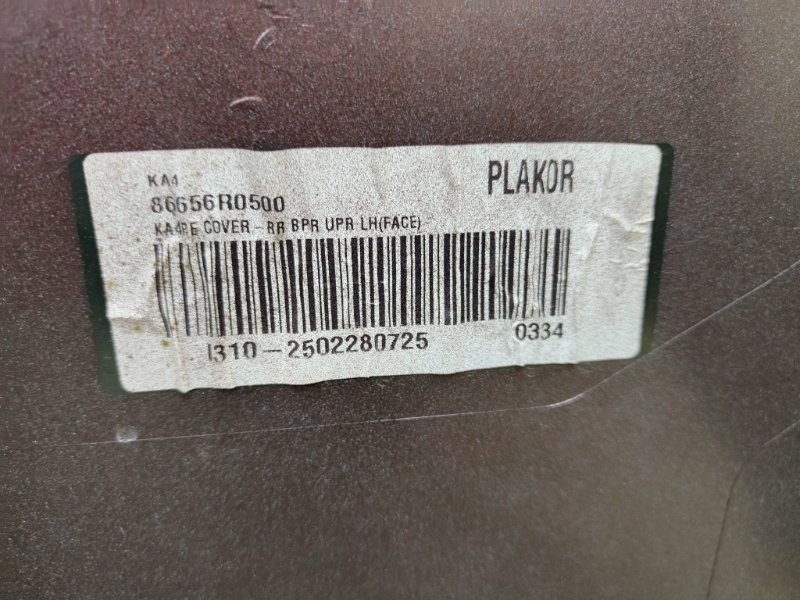 KA4
PLAKOR
86656R0500
KA4PE COVER-RR BPR UPR LH(FACE)
I310-2502280725
0334